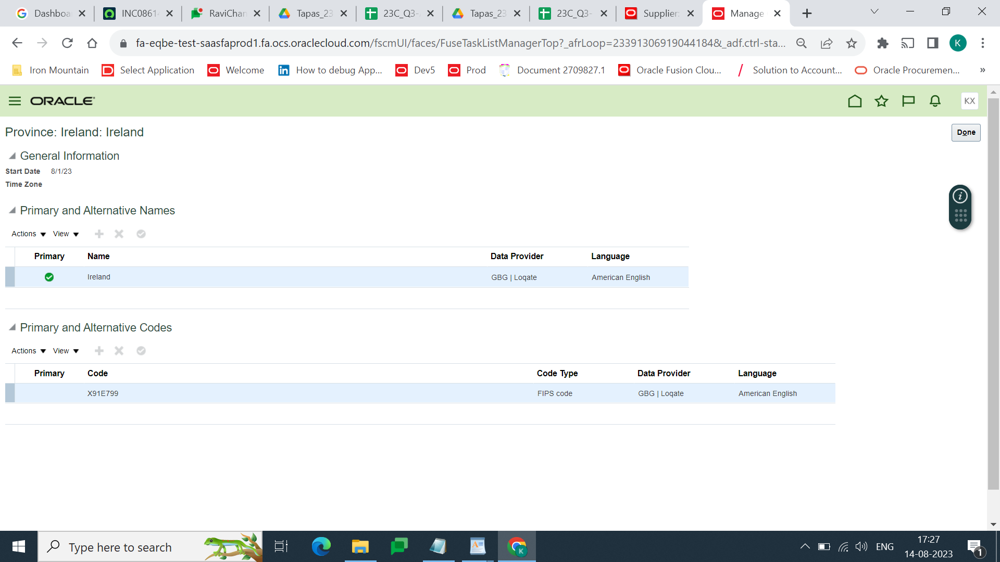 Dashboa
INC0861
RaviChan
Tapas_23
23C_Q3-
Tapas_23
23C_Q3-
Supplier:
Manage
fa-eqbe-test-saasfaprod1.fa.ocs.oraclecloud.com/fscmUI/faces/FuseTaskListManagerTop?_afrLoop=23391306919044184&_adf.ctrl-sta...
K
Iron Mountain
Select Application
Welcome
How to debug App...
Dev5
Prod
Document 2709827.1
Oracle Fusion Clou...
Solution to Account...
Oracle Procuremen...
»
ORACLE
KX
Province: Ireland: Ireland
Done
General Information
Start Date 8/1/23
Time Zone
Primary and Alternative Names
Actions View
Primary Name Data Provider Language
Ireland GBG | Loqate American English
Primary and Alternative Codes
Actions View
Primary Code Code Type Data Provider Language
X91E799 FIPS code GBG | Loqate American English
Type here to search
K
ENG
17:27
14-08-2023
1